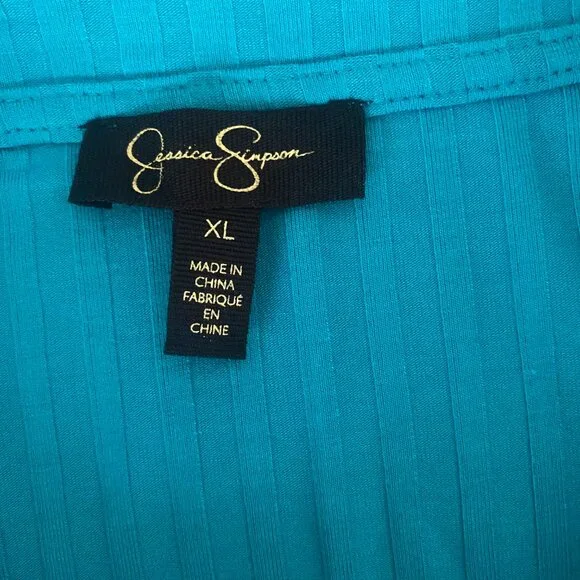 Jessica Simpson
XL
MADE IN
CHINA
FABRIQUÉ
EN
CHINE